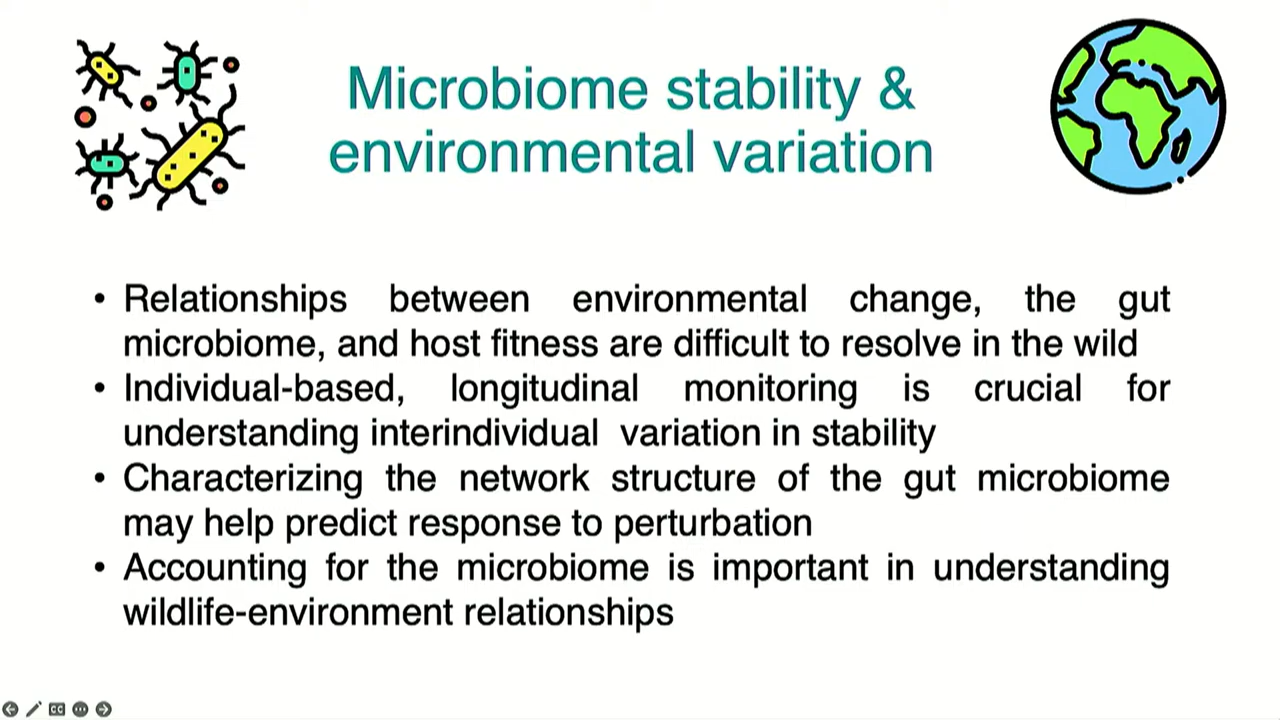 Microbiome stability &
environmental variation
• Relationships between environmental change, the gut
microbiome, and host fitness are difficult to resolve in the wild
• Individual-based, longitudinal monitoring is crucial for
understanding interindividual variation in stability
• Characterizing the network structure of the gut microbiome
may help predict response to perturbation
• Accounting for the microbiome is important in understanding
wildlife-environment relationships
CC